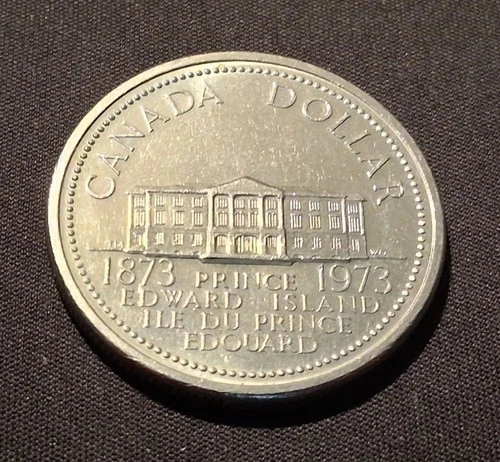 CANADA DOLLAR
1873 PRINCE 1973
EDWARD ISLAND
ILE DU PRINCE
EDOUARD